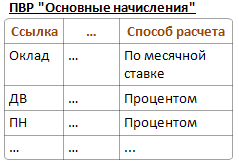 ПВР "Основные начисления"
Ссылка ... Способ расчета
Оклад ... По месячной
ставке
ДВ ... Процентом
ПН ... Процентом
... ... ...